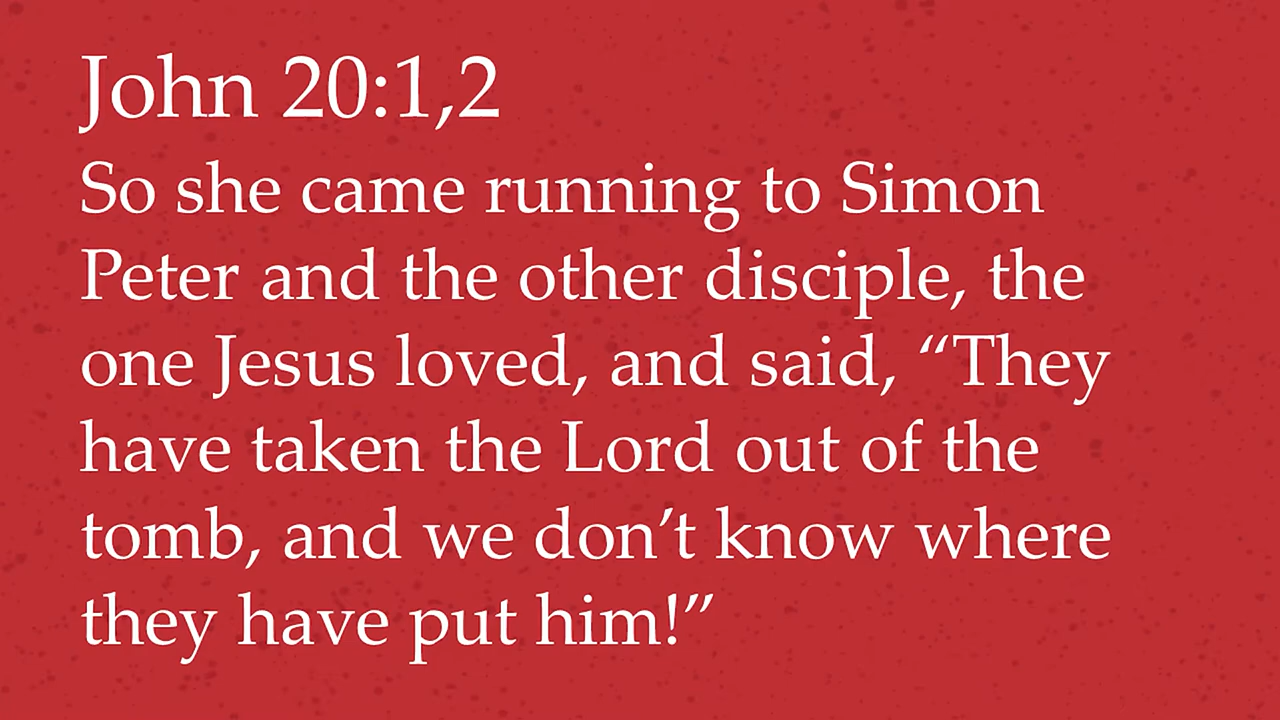 John 20:1,2
So she came running to Simon
Peter and the other disciple, the
one Jesus loved, and said, “They
have taken the Lord out of the
tomb, and we don’t know where
they have put him!”